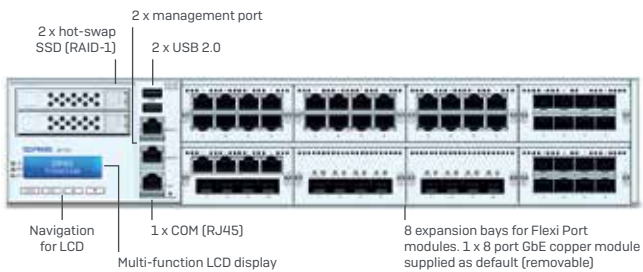 2 x management port
2 x hot-swap
SSD (RAID-1)
2 x USB 2.0
Navigation
for LCD
Multi-function LCD display
1 x COM (RJ45)
8 expansion bays for Flexi Port
modules. 1 x 8 port GbE copper module
supplied as default (removable)